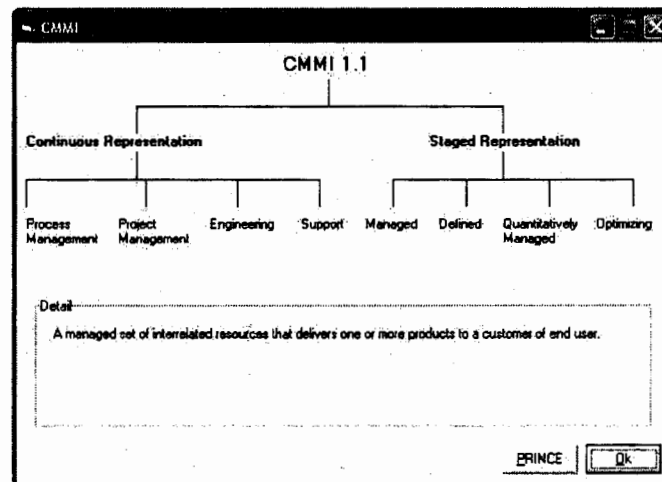 CMMI
CMMI 1.1
Continuous Representation
Staged Representation
Process Management
Project Management
Engineering
Support
Managed
Defined
Quantitatively Managed
Optimizing
Detail
A managed set of interrelated resources that delivers one or more products to a customer of end user.
PRINCE
Ok